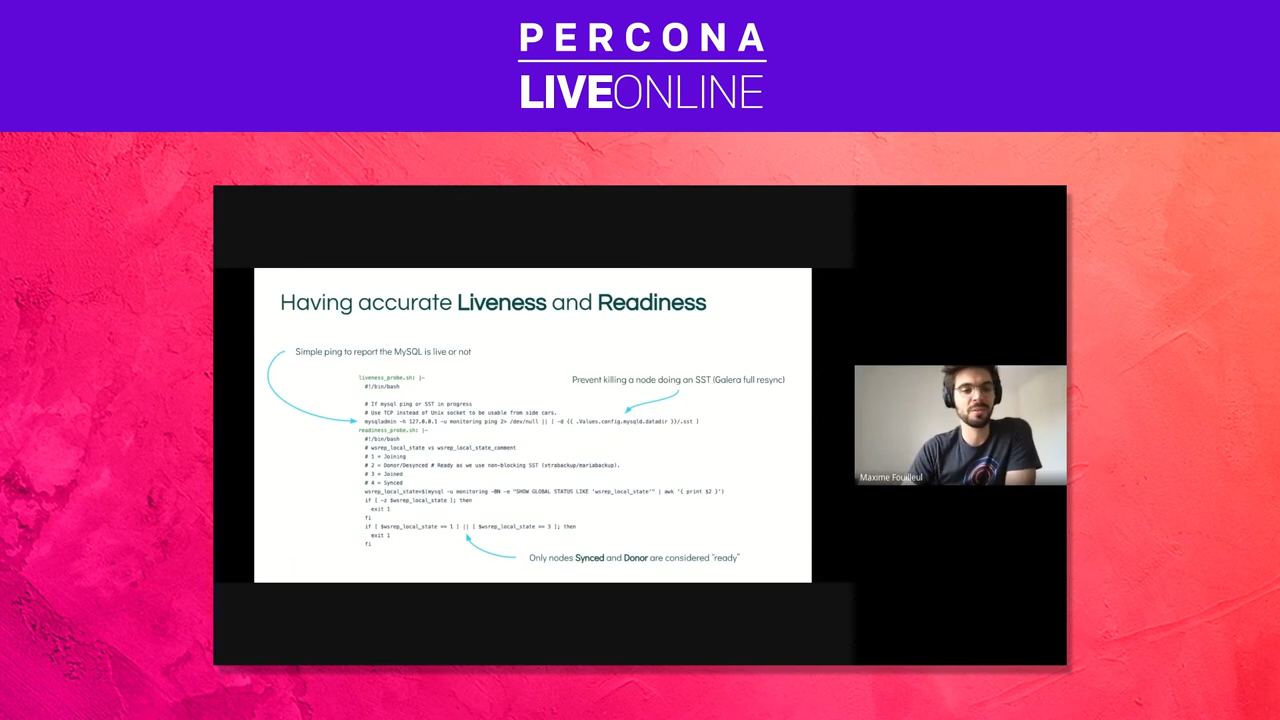 PERCONA
LIVEONLINE
Having accurate Liveness and Readiness
Simple ping to report the MySQL is live or not
Prevent killing a node doing an SST (Galera full resync)
liveness_probe.sh: |-
#!/bin/bash
# If mysql ping or SST in progress
# Use TCP instead of Unix socket to be usable from side cars.
mysqladmin -h 127.0.0.1 -u monitoring ping 2> /dev/null || [ -d {{ .Values.config.mysqld.datadir }}/.sst ]
readiness_probe.sh: |-
#!/bin/bash
# wsrep_local_state vs wsrep_local_state_comment
# 1 = Joining
# 2 = Donor/Desynced # Ready as we use non-blocking SST (xtrabackup/mariabackup).
# 3 = Joined
# 4 = Synced
wsrep_local_state=$(mysql -u monitoring -BN -e "SHOW GLOBAL STATUS LIKE 'wsrep_local_state'" | awk '{ print $2 }')
if [ -z $wsrep_local_state ]; then
exit 1
fi
if [ $wsrep_local_state == 1 ] || [ $wsrep_local_state == 3 ]; then
exit 1
fi
Only nodes Synced and Donor are considered "ready"
Maxime Fouilleul